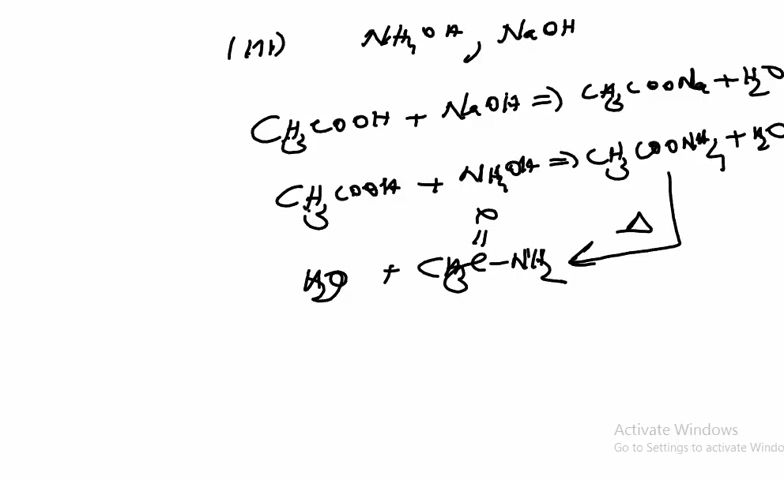 (iii) NH₄OH, NaOH
CH₃COOH + NaOH ⇒ CH₃COONa + H₂O
CH₃COOH + NH₄OH ⇒ CH₃COONH₄ + H₂O
Δ
O
||
H₂O + CH₃C–NH₂
Activate Windows
Go to Settings to activate Windo